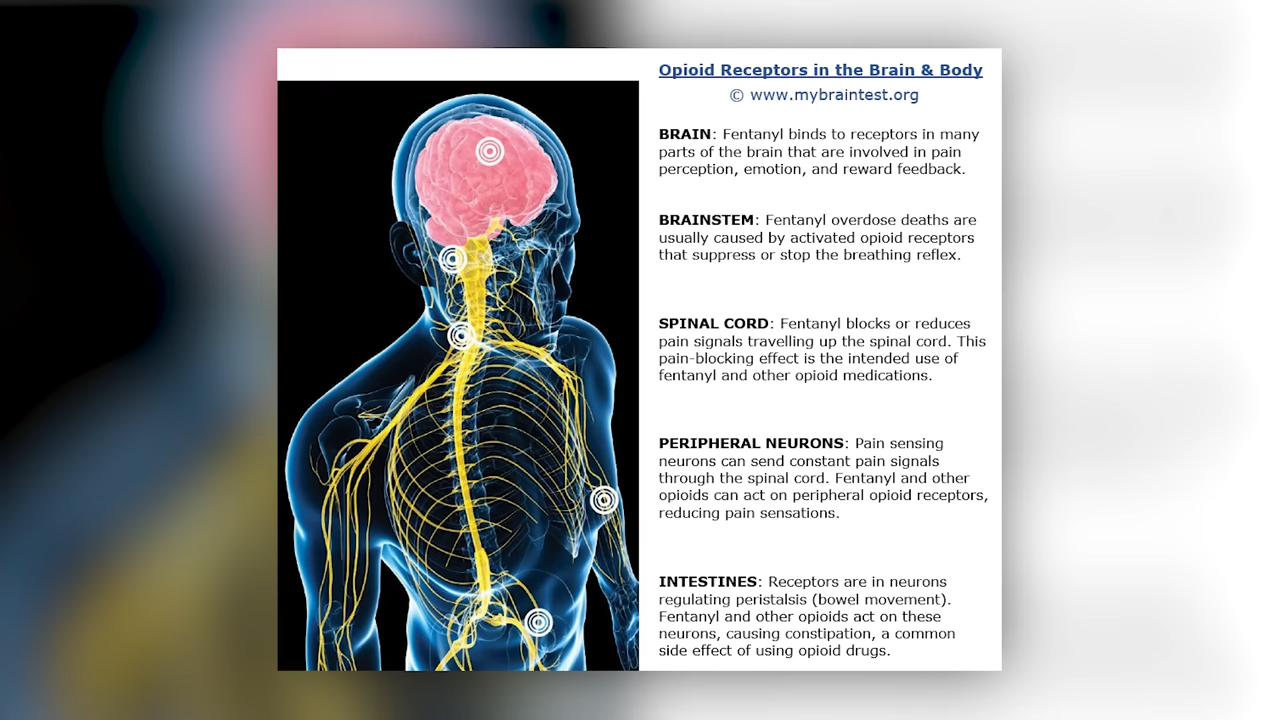 Opioid Receptors in the Brain & Body
© www.mybraintest.org
BRAIN: Fentanyl binds to receptors in many
parts of the brain that are involved in pain
perception, emotion, and reward feedback.
BRAINSTEM: Fentanyl overdose deaths are
usually caused by activated opioid receptors
that suppress or stop the breathing reflex.
SPINAL CORD: Fentanyl blocks or reduces
pain signals travelling up the spinal cord. This
pain-blocking effect is the intended use of
fentanyl and other opioid medications.
PERIPHERAL NEURONS: Pain sensing
neurons can send constant pain signals
through the spinal cord. Fentanyl and other
opioids can act on peripheral opioid receptors,
reducing pain sensations.
INTESTINES: Receptors are in neurons
regulating peristalsis (bowel movement).
Fentanyl and other opioids act on these
neurons, causing constipation, a common
side effect of using opioid drugs.